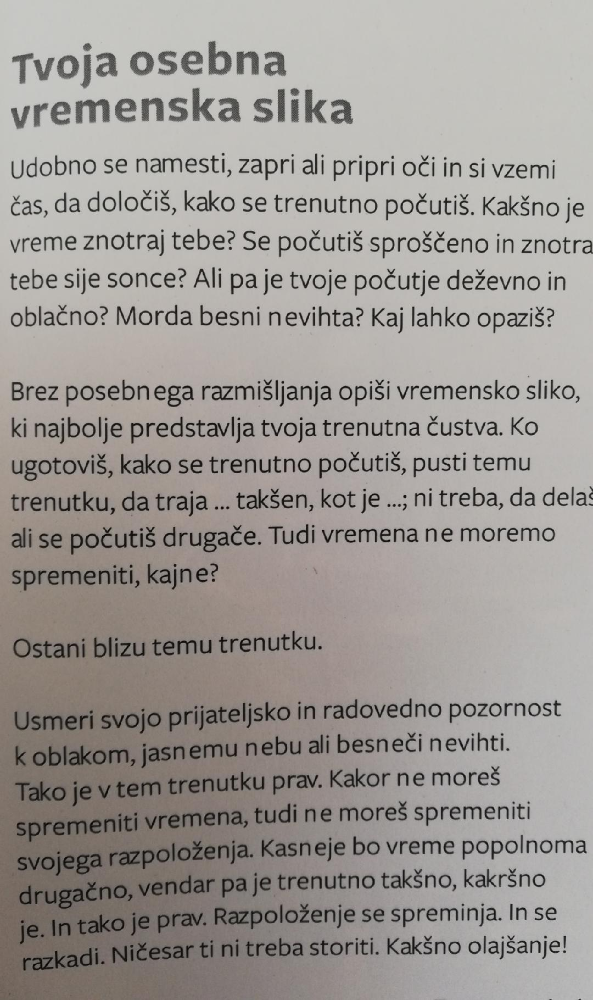 Tvoja osebna
vremenska slika
Udobno se namesti, zapri ali pripri oči in si vzemi
čas, da določiš, kako se trenutno počutiš. Kakšno je
vreme znotraj tebe? Se počutiš sproščeno in znotra
tebe sije sonce? Ali pa je tvoje počutje deževno in
oblačno? Morda besni nevihta? Kaj lahko opaziš?
Brez posebnega razmišljanja opiši vremensko sliko,
ki najbolje predstavlja tvoja trenutna čustva. Ko
ugotoviš, kako se trenutno počutiš, pusti temu
trenutku, da traja ... takšen, kot je ...; ni treba, da delaš
ali se počutiš drugače. Tudi vremena ne moremo
spremeniti, kajne?
Ostani blizu temu trenutku.
Usmeri svojo prijateljsko in radovedno pozornost
k oblakom, jasnemu nebu ali besneči nevihti.
Tako je v tem trenutku prav. Kakor ne moreš
spremeniti vremena, tudi ne moreš spremeniti
svojega razpoloženja. Kasneje bo vreme popolnoma
drugačno, vendar pa je trenutno takšno, kakršno
je. In tako je prav. Razpoloženje se spreminja. In se
razkadi. Ničesar ti ni treba storiti. Kakšno olajšanje!